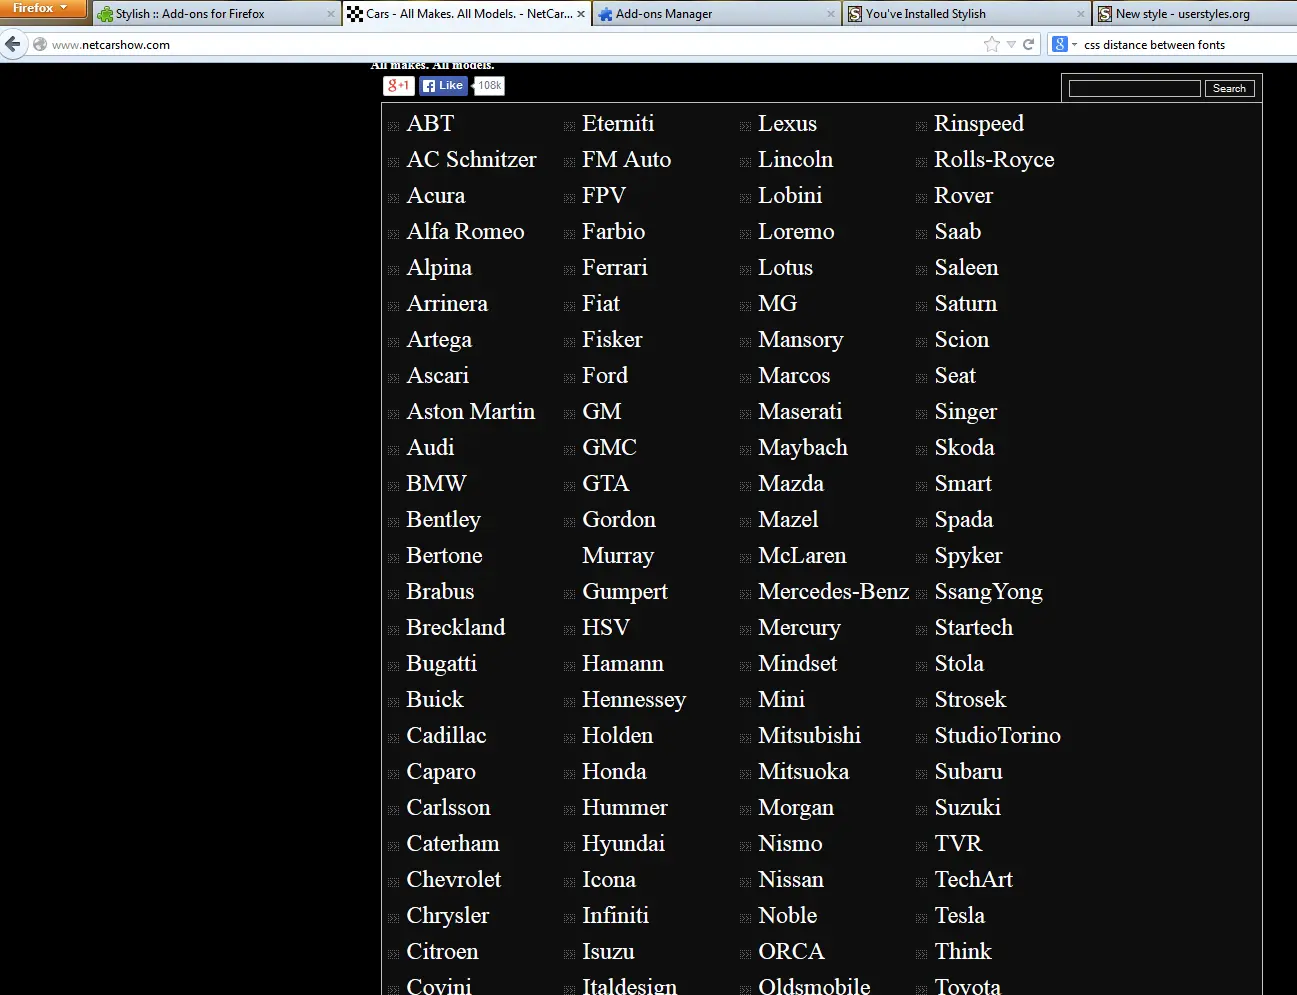 Firefox
Stylish :: Add-ons for Firefox
Cars - All Makes. All Models. - NetCar...
Add-ons Manager
You've Installed Stylish
New style - userstyles.org
www.netcarshow.com
css distance between fonts
All makes. All models.
g+1
Like
108k
Search
ABT
AC Schnitzer
Acura
Alfa Romeo
Alpina
Arrinera
Artega
Ascari
Aston Martin
Audi
BMW
Bentley
Bertone
Brabus
Breckland
Bugatti
Buick
Cadillac
Caparo
Carlsson
Caterham
Chevrolet
Chrysler
Citroen
Covini
Eterniti
FM Auto
FPV
Farbio
Ferrari
Fiat
Fisker
Ford
GM
GMC
GTA
Gordon
Murray
Gumpert
HSV
Hamann
Hennessey
Holden
Honda
Hummer
Hyundai
Icona
Infiniti
Isuzu
Italdesign
Lexus
Lincoln
Lobini
Loremo
Lotus
MG
Mansory
Marcos
Maserati
Maybach
Mazda
Mazel
McLaren
Mercedes-Benz
Mercury
Mindset
Mini
Mitsubishi
Mitsuoka
Morgan
Nismo
Nissan
Noble
ORCA
Oldsmobile
Rinspeed
Rolls-Royce
Rover
Saab
Saleen
Saturn
Scion
Seat
Singer
Skoda
Smart
Spada
Spyker
SsangYong
Startech
Stola
Strosek
StudioTorino
Subaru
Suzuki
TVR
TechArt
Tesla
Think
Toyota